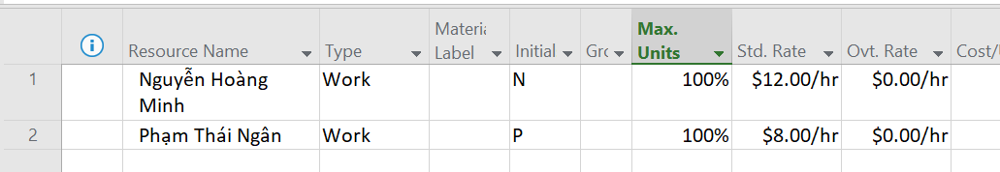 Resource Name Type Materia Label Initial Gro Max. Units Std. Rate Ovt. Rate Cost/U
1 Nguyễn Hoàng Minh Work N 100% $12.00/hr $0.00/hr
2 Phạm Thái Ngân Work P 100% $8.00/hr $0.00/hr